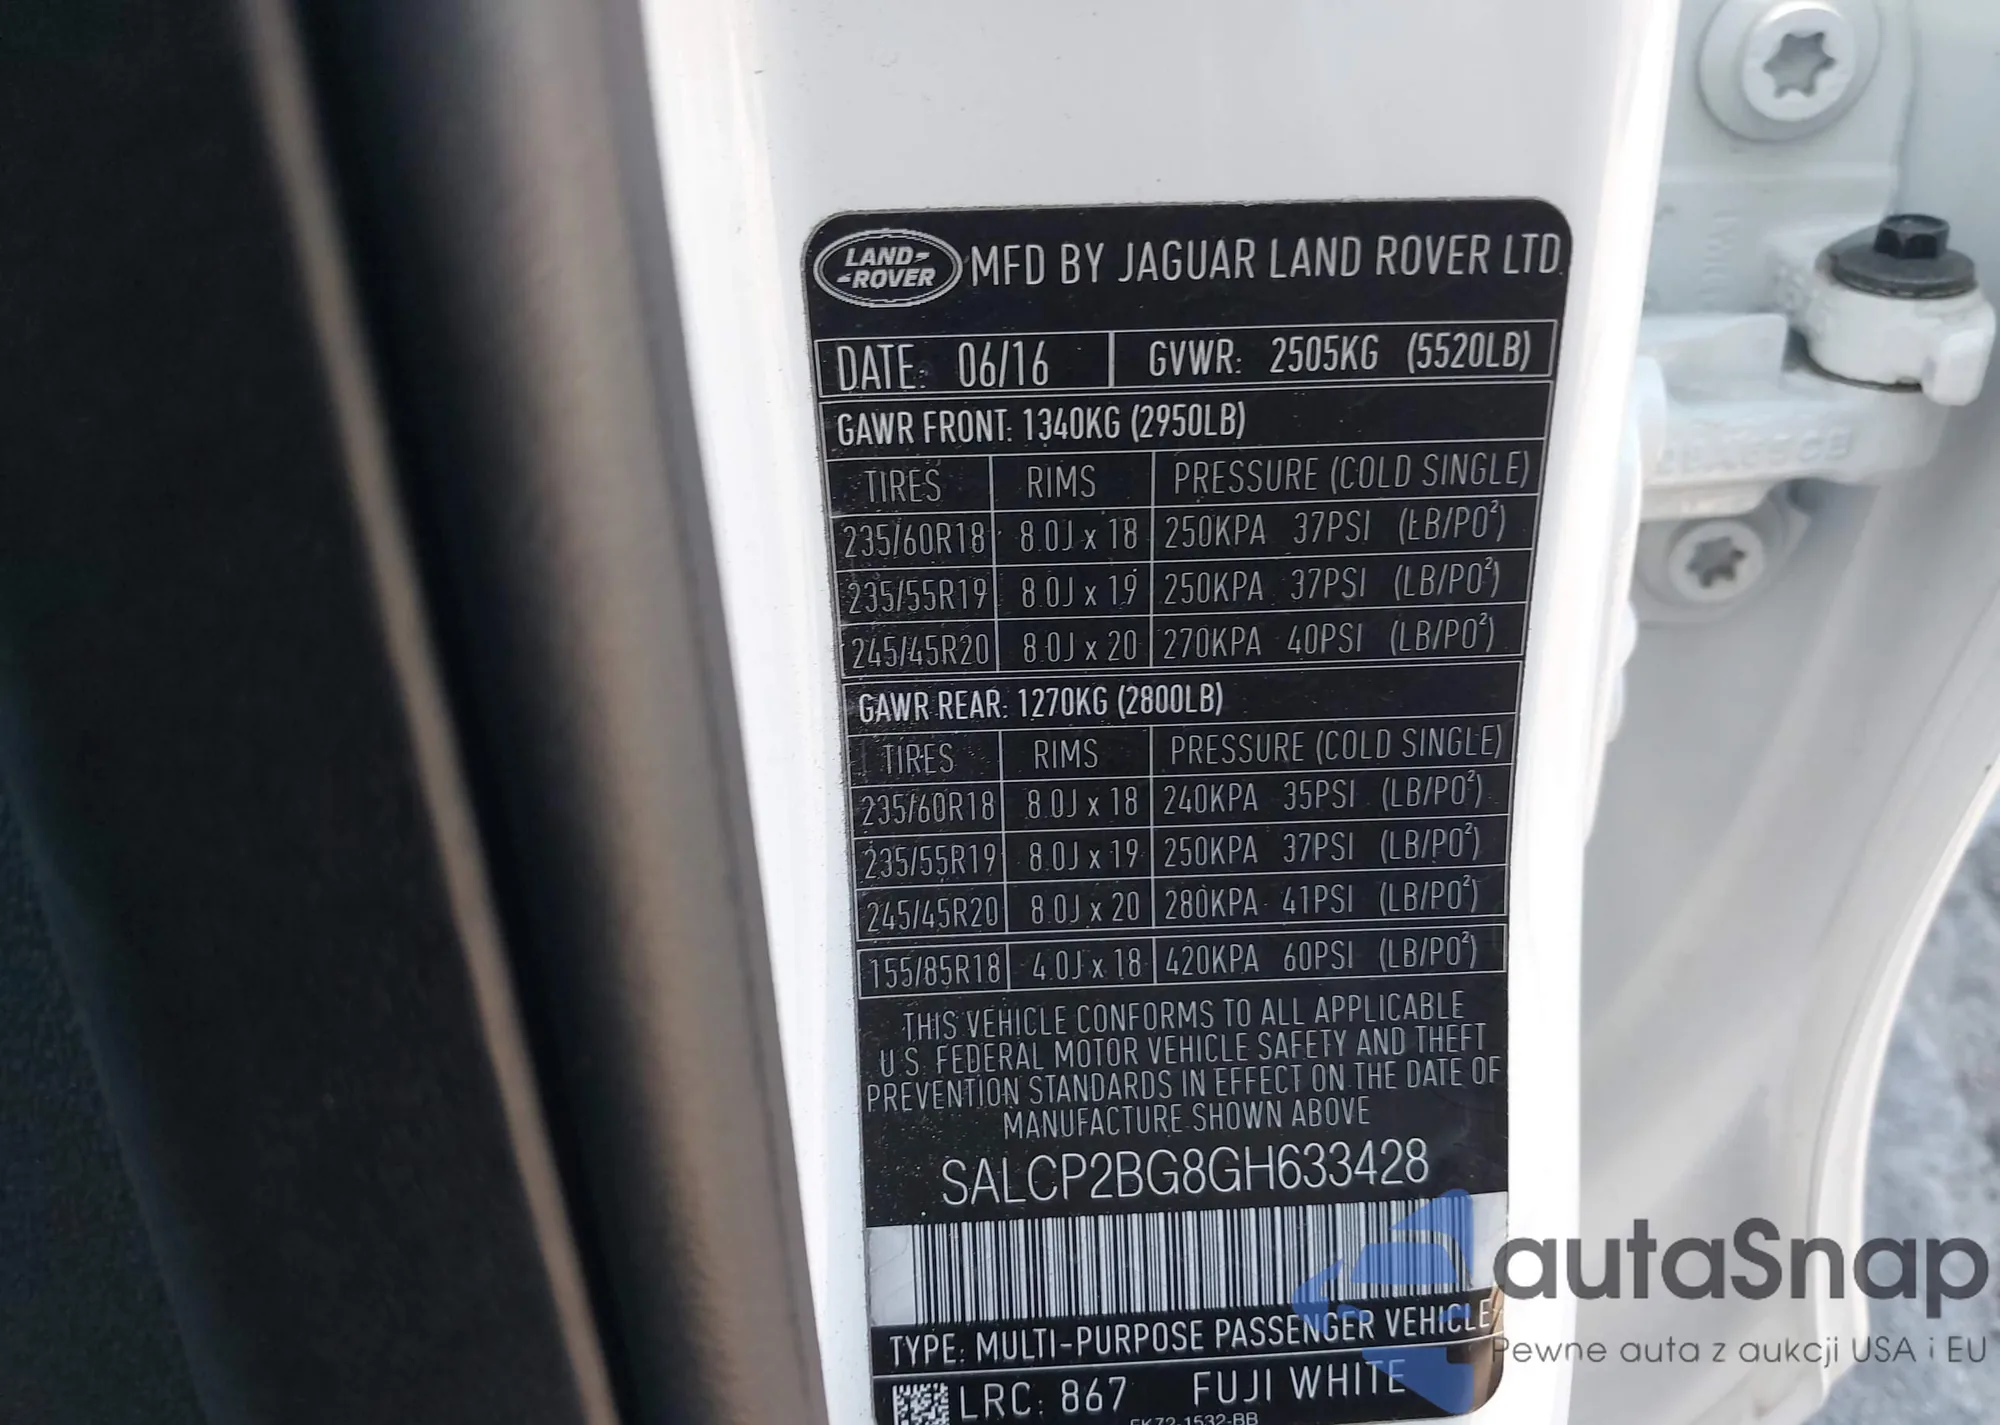 LAND-
-ROVER
MFD BY JAGUAR LAND ROVER LTD
DATE: 06/16 GVWR: 2505KG (5520LB)
GAWR FRONT: 1340KG (2950LB)
TIRES RIMS PRESSURE (COLD SINGLE)
235/60R18 8.0J x 18 250KPA 37PSI (LB/PO²)
235/55R19 8.0J x 19 250KPA 37PSI (LB/PO²)
245/45R20 8.0J x 20 270KPA 40PSI (LB/PO²)
GAWR REAR: 1270KG (2800LB)
TIRES RIMS PRESSURE (COLD SINGLE)
235/60R18 8.0J x 18 240KPA 35PSI (LB/PO²)
235/55R19 8.0J x 19 250KPA 37PSI (LB/PO²)
245/45R20 8.0J x 20 280KPA 41PSI (LB/PO²)
155/85R18 4.0J x 18 420KPA 60PSI (LB/PO²)
THIS VEHICLE CONFORMS TO ALL APPLICABLE
U.S. FEDERAL MOTOR VEHICLE SAFETY AND THEFT
PREVENTION STANDARDS IN EFFECT ON THE DATE OF
MANUFACTURE SHOWN ABOVE
SALCP2BG8GH633428
TYPE: MULTI-PURPOSE PASSENGER VEHICLE
LRC: 867 FUJI WHITE
autaSnap
Pewne auta z aukcji USA i EU